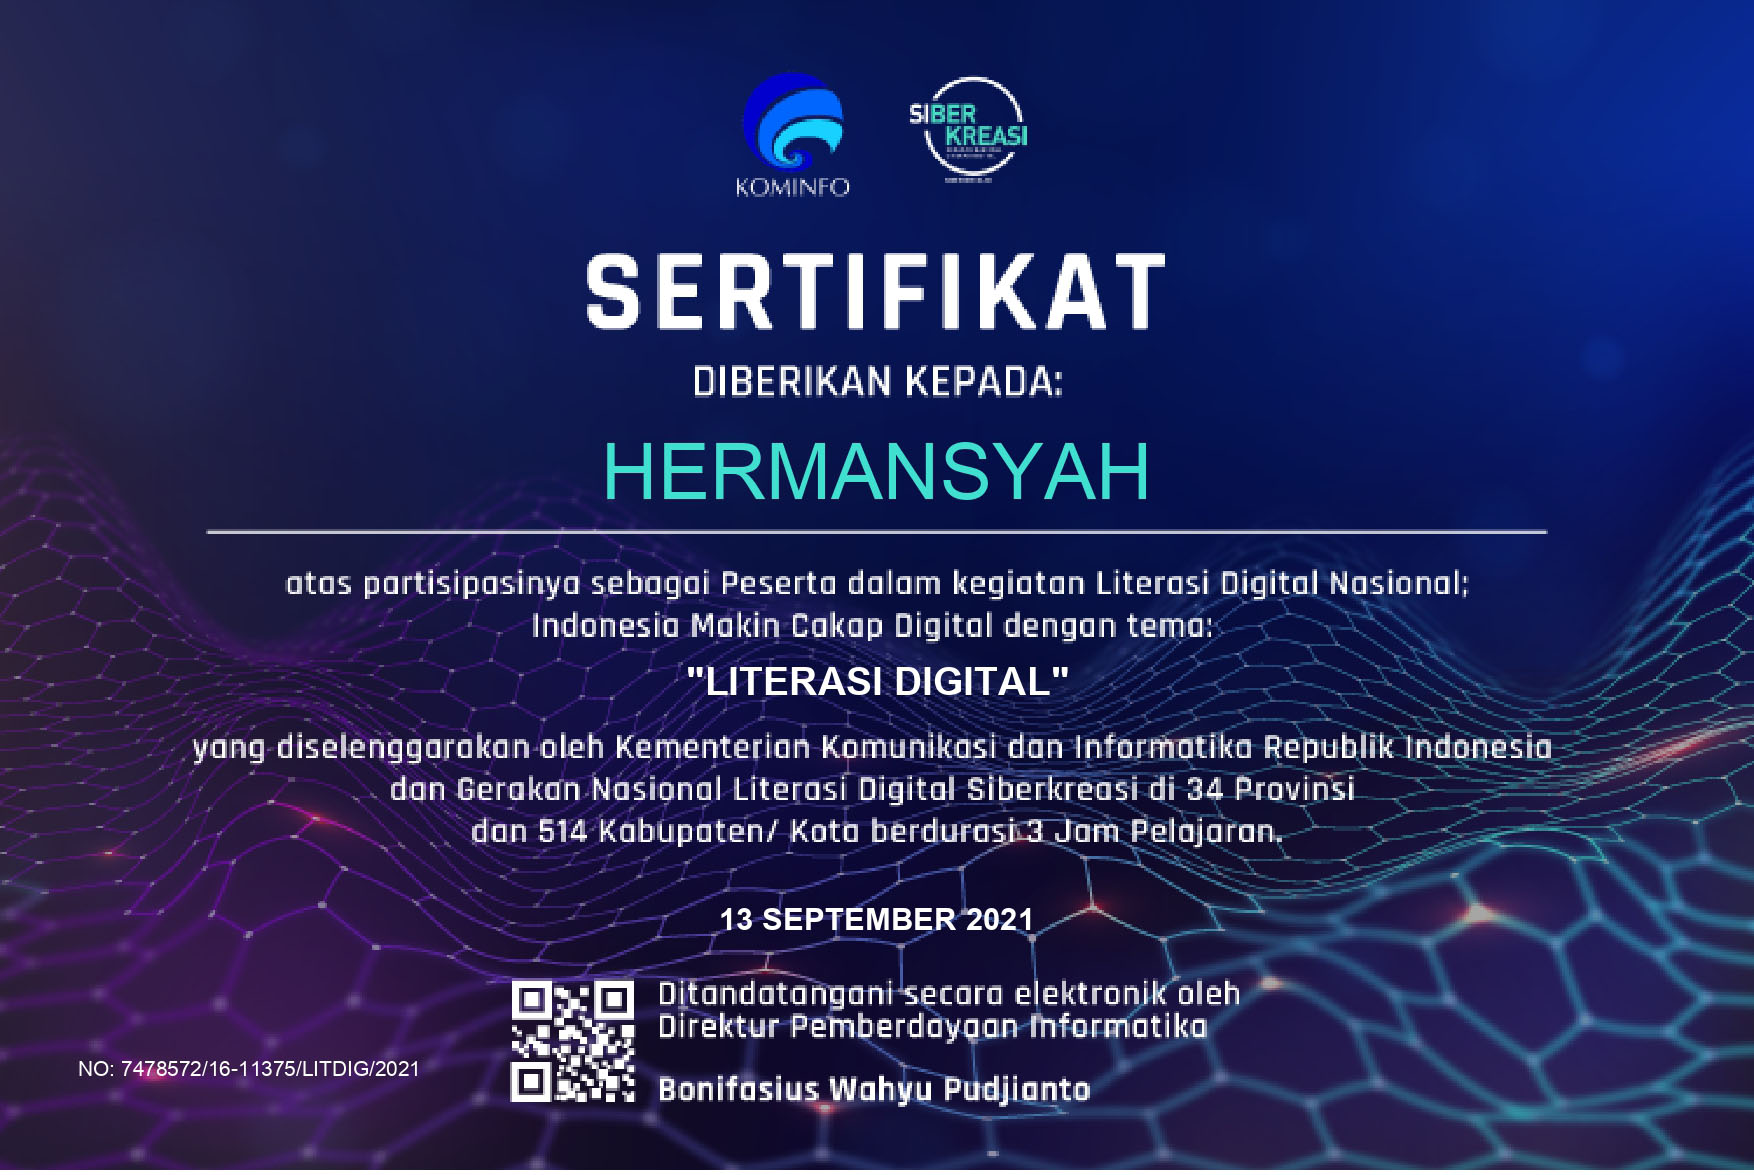 KOMINFO
SIBER
KREASI
SERTIFIKAT
DIBERIKAN KEPADA:
HERMANSYAH
atas partisipasinya sebagai Peserta dalam kegiatan Literasi Digital Nasional;
Indonesia Makin Cakap Digital dengan tema:
"LITERASI DIGITAL"
yang diselenggarakan oleh Kementerian Komunikasi dan Informatika Republik Indonesia
dan Gerakan Nasional Literasi Digital Siberkreasi di 34 Provinsi
dan 514 Kabupaten/ Kota berdurasi 3 Jam Pelajaran.
13 SEPTEMBER 2021
Ditandatangani secara elektronik oleh
Direktur Pemberdayaan Informatika
NO: 7478572/16-11375/LITDIG/2021
Bonifasius Wahyu Pudjianto